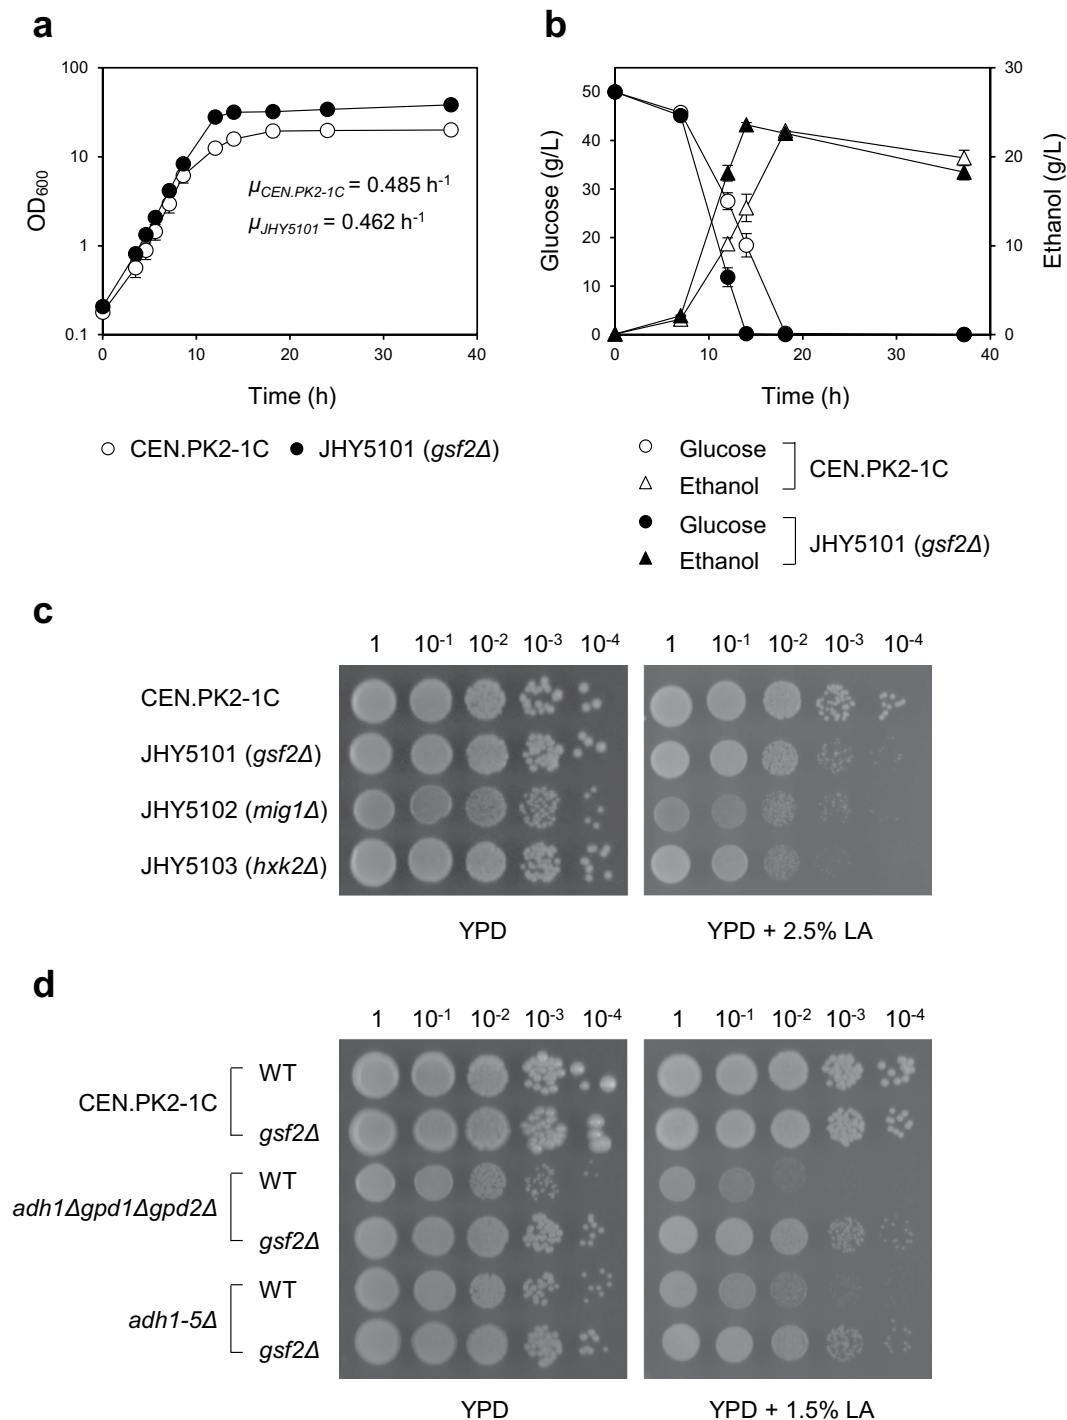 a
100
10
1
0.1
OD600
μCEN.PK2-1C = 0.485 h-1
μJHY5101 = 0.462 h-1
0 10 20 30 40
Time (h)
CEN.PK2-1C JHY5101 (gsf2Δ)
b
50
40
30
20
10
0
Glucose (g/L)
30
20
10
0
Ethanol (g/L)
0 10 20 30 40
Time (h)
Glucose
Ethanol
CEN.PK2-1C
Glucose
Ethanol
JHY5101 (gsf2Δ)
c
1 10-1 10-2 10-3 10-4 1 10-1 10-2 10-3 10-4
CEN.PK2-1C
JHY5101 (gsf2Δ)
JHY5102 (mig1Δ)
JHY5103 (hxk2Δ)
YPD YPD + 2.5% LA
d
1 10-1 10-2 10-3 10-4 1 10-1 10-2 10-3 10-4
CEN.PK2-1C
WT
gsf2Δ
adh1Δgpd1Δgpd2Δ
WT
gsf2Δ
adh1-5Δ
WT
gsf2Δ
YPD YPD + 1.5% LA